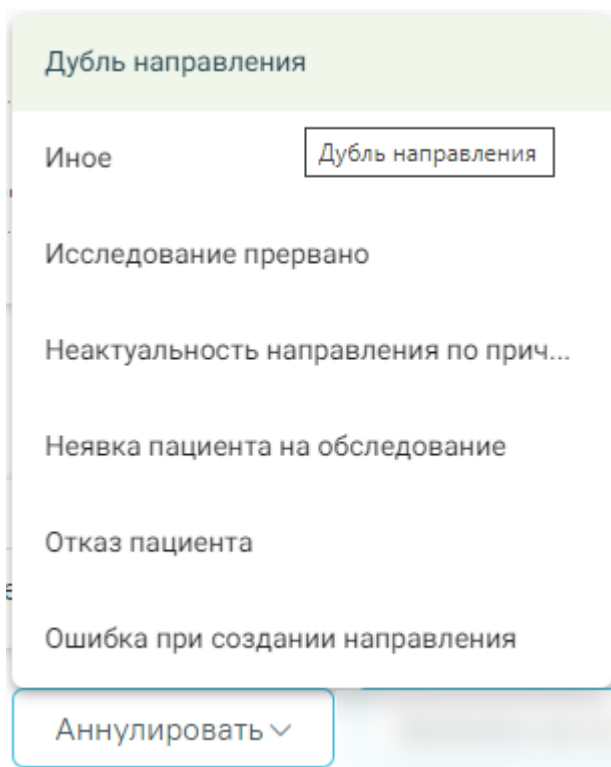 Дубль направления
Иное
Дубль направления
Исследование прервано
Неактуальность направления по прич...
Неявка пациента на обследование
Отказ пациента
Ошибка при создании направления
Аннулировать